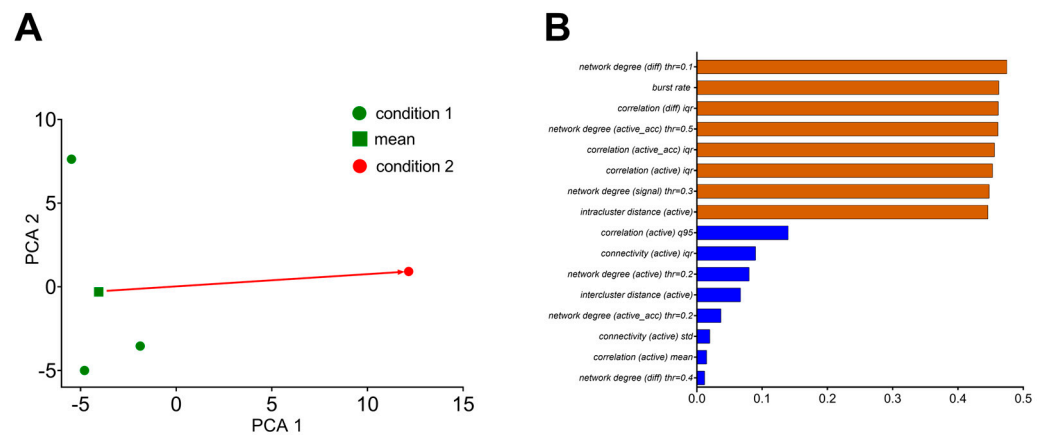 A
10
5
0
-5
PCA 2
-5
0
5
10
15
PCA 1
condition 1
mean
condition 2
B
network degree (diff) thr=0.1
burst rate
correlation (diff) iqr
network degree (active_acc) thr=0.5
correlation (active_acc) iqr
correlation (active) iqr
network degree (signal) thr=0.3
intracluster distance (active)
correlation (active) q95
connectivity (active) iqr
network degree (active) thr=0.2
intercluster distance (active)
network degree (active_acc) thr=0.2
connectivity (active) std
correlation (active) mean
network degree (diff) thr=0.4
0.0
0.1
0.2
0.3
0.4
0.5